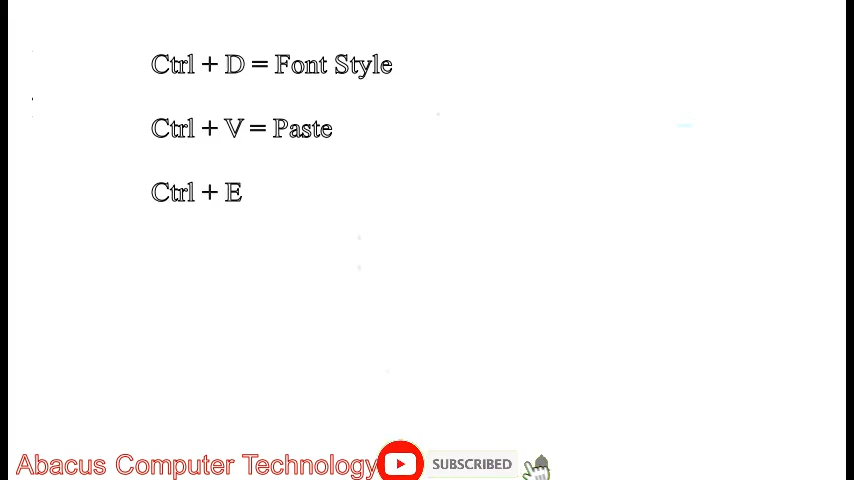 Ctrl + D = Font Style
Ctrl + V = Paste
Ctrl + E
Abacus Computer Technology
SUBSCRIBED